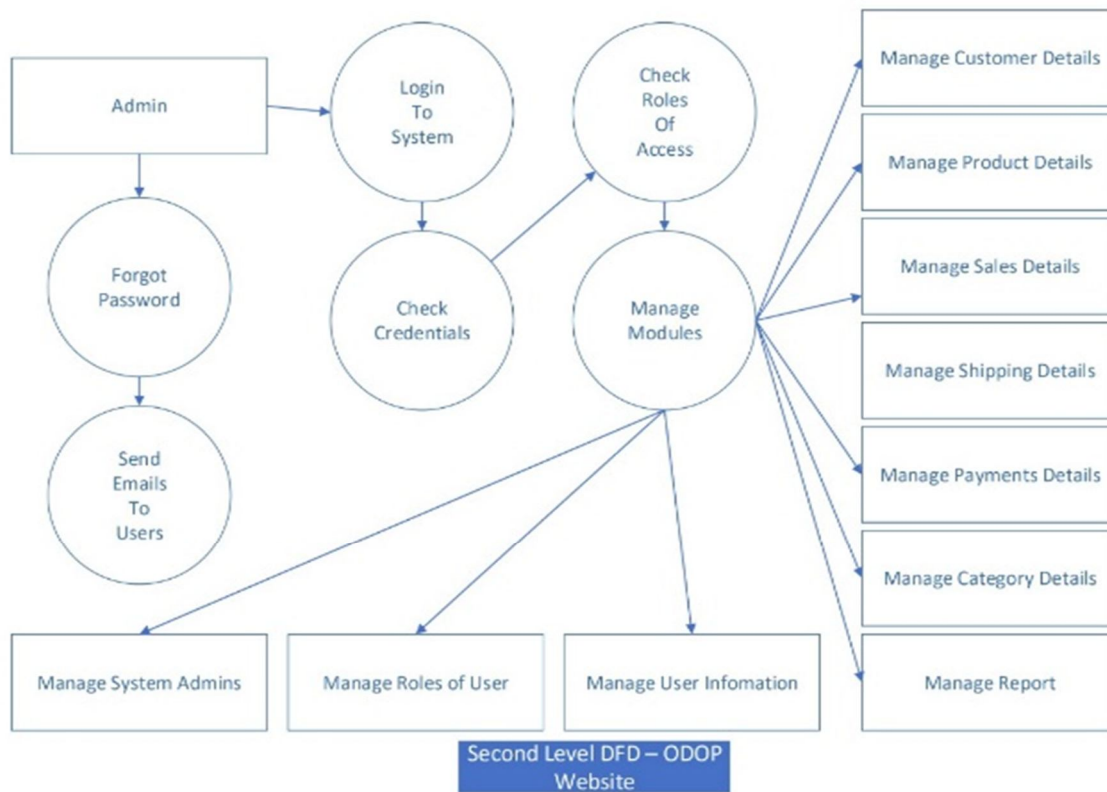 Admin
Login
To
System
Check
Roles
Of
Access
Manage Customer Details
Manage Product Details
Manage Sales Details
Forgot
Password
Check
Credentials
Manage
Modules
Manage Shipping Details
Send
Emails
To
Users
Manage Payments Details
Manage Category Details
Manage System Admins
Manage Roles of User
Manage User Infomation
Manage Report
Second Level DFD – ODOP
Website